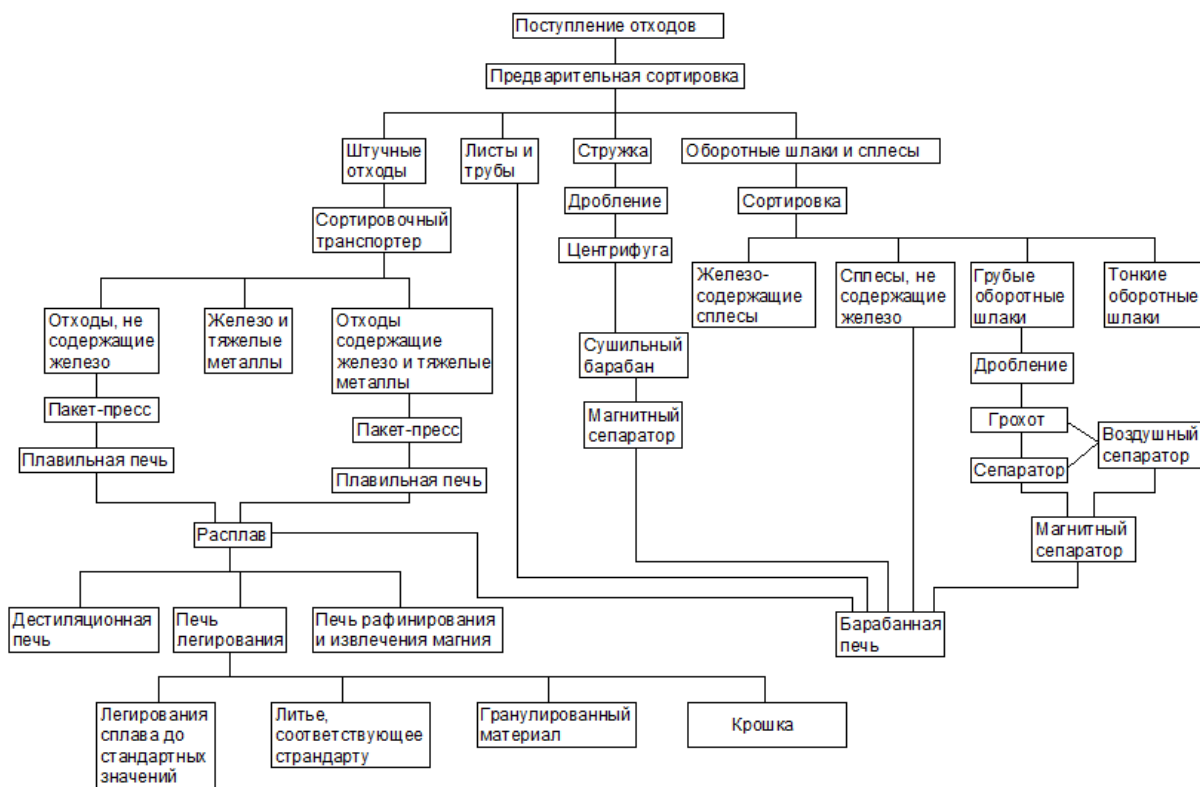 Поступление отходов
Предварительная сортировка
Штучные
отходы
Листы и
трубы
Стружка
Оборотные шлаки и сплесы
Дробление
Сортировка
Сортировочный
транспортер
Центрифуга
Железо-
содержащие
сплесы
Сплесы, не
содержащие
железо
Грубые
оборотные
шлаки
Тонкие
оборотные
шлаки
Отходы, не
содержащие
железо
Железо и
тяжелые
металлы
Отходы
содержащие
железо и тяжелые
металлы
Сушильный
барабан
Дробление
Пакет-пресс
Пакет-пресс
Магнитный
сепаратор
Грохот
Воздушный
сепаратор
Плавильная печь
Плавильная печь
Сепаратор
Расплав
Магнитный
сепаратор
Дестиляционная
печь
Печь
легирования
Печь рафинирования
и извлечения магния
Барабанная
печь
Легирования
сплава до
стандартных
значений
Литье,
соответствующее
страндарту
Гранулированный
материал
Крошка